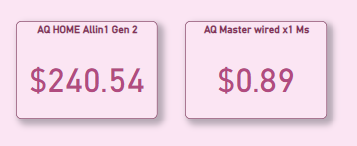 AQ HOME Allin1 Gen 2
$240.54
AQ Master wired x1 Ms
$0.89